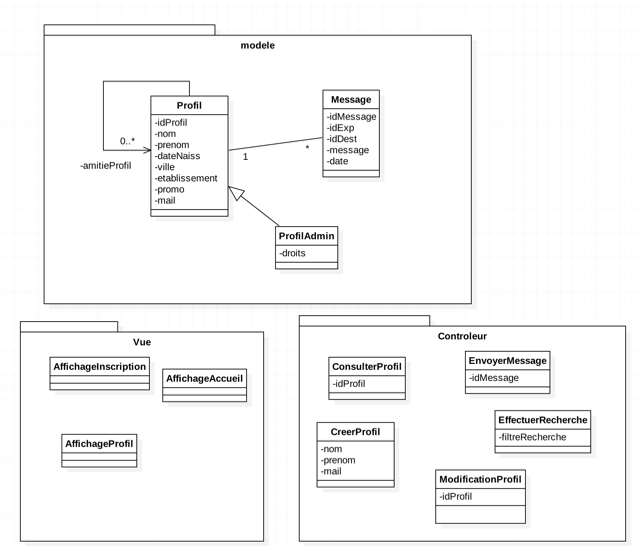 modele
Profil
-idProfil
-nom
-prenom
-dateNaiss
-ville
-etablissement
-promo
-mail
0..*
-amitieProfil
1
*
Message
-idMessage
-idExp
-idDest
-message
-date
ProfilAdmin
-droits
Vue
AffichageInscription
AffichageAccueil
AffichageProfil
Controleur
ConsulterProfil
-idProfil
EnvoyerMessage
-idMessage
CreerProfil
-nom
-prenom
-mail
EffectuerRecherche
-filtreRecherche
ModificationProfil
-idProfil